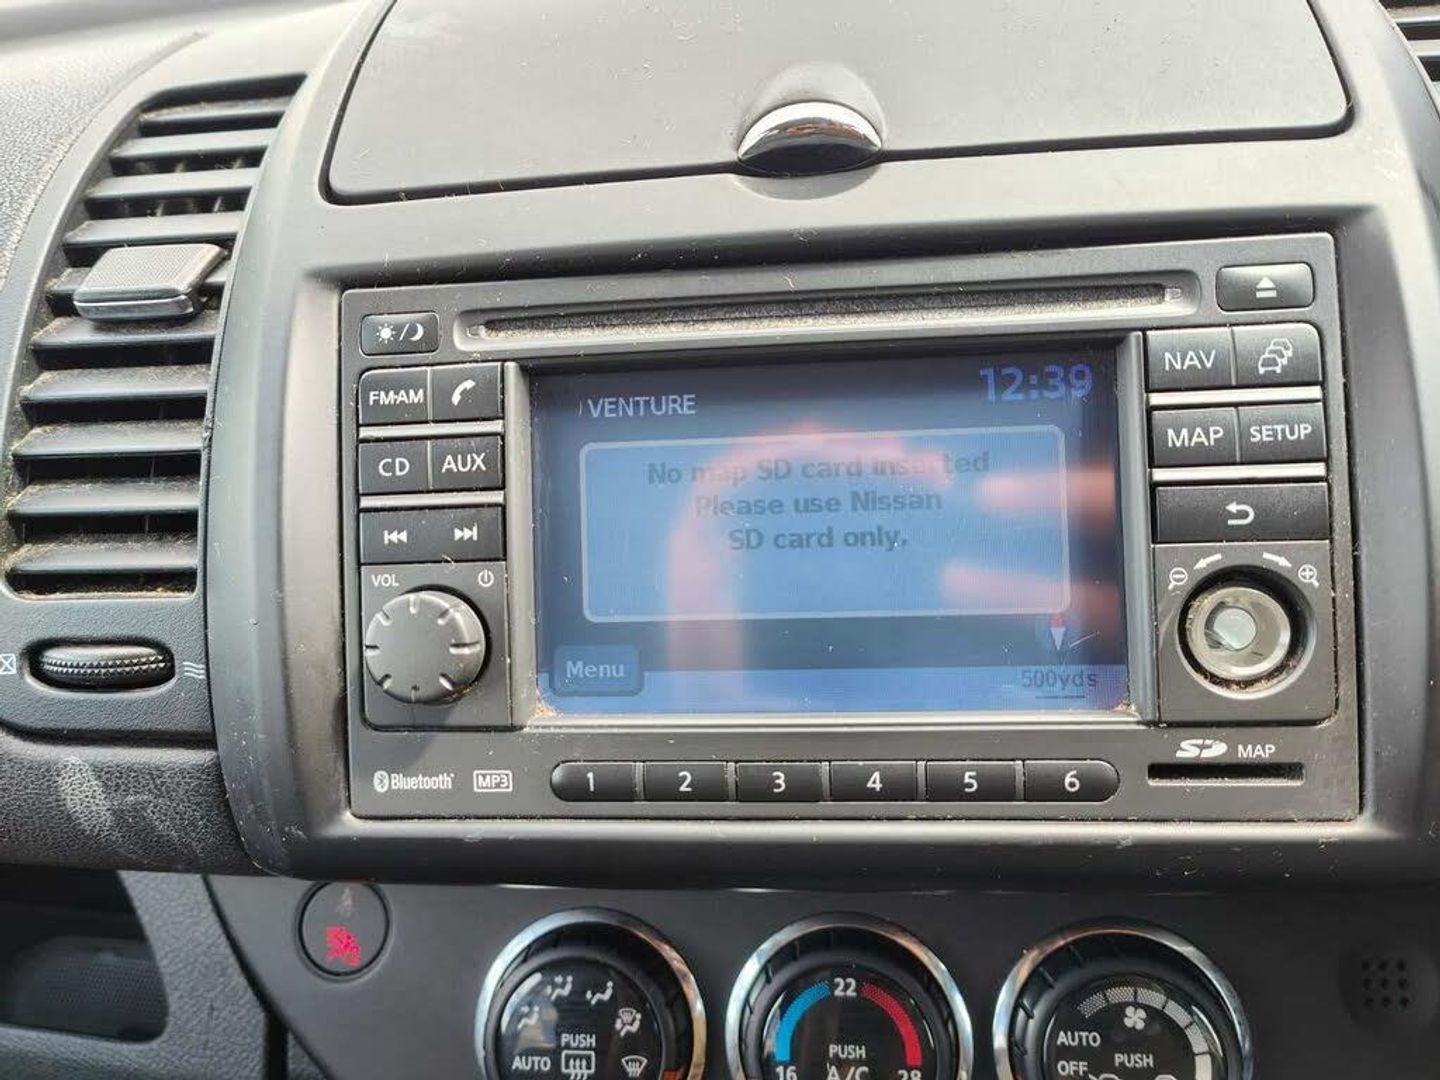 FM·AM
CD
AUX
VOL
Bluetooth
MP3
VENTURE
12:39
No map SD card inserted
Please use Nissan
SD card only.
Menu
500yds
1
2
3
4
5
6
NAV
MAP
SETUP
SD MAP
PUSH
AUTO
22
PUSH
16 A/C 28
AUTO
OFF
PUSH